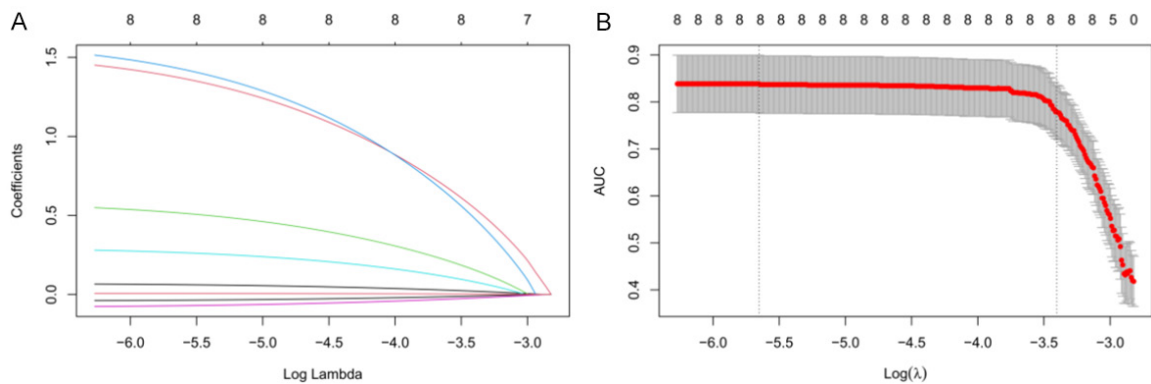 A
8 8 8 8 8 8 7
1.5
1.0
0.5
0.0
Coefficients
−6.0 −5.5 −5.0 −4.5 −4.0 −3.5 −3.0
Log Lambda
B
8 8 8 8 8 8 8 8 8 8 8 8 8 8 8 8 8 8 8 8 5 0
0.9
0.8
0.7
0.6
0.5
0.4
AUC
−6.0 −5.5 −5.0 −4.5 −4.0 −3.5 −3.0
Log(λ)